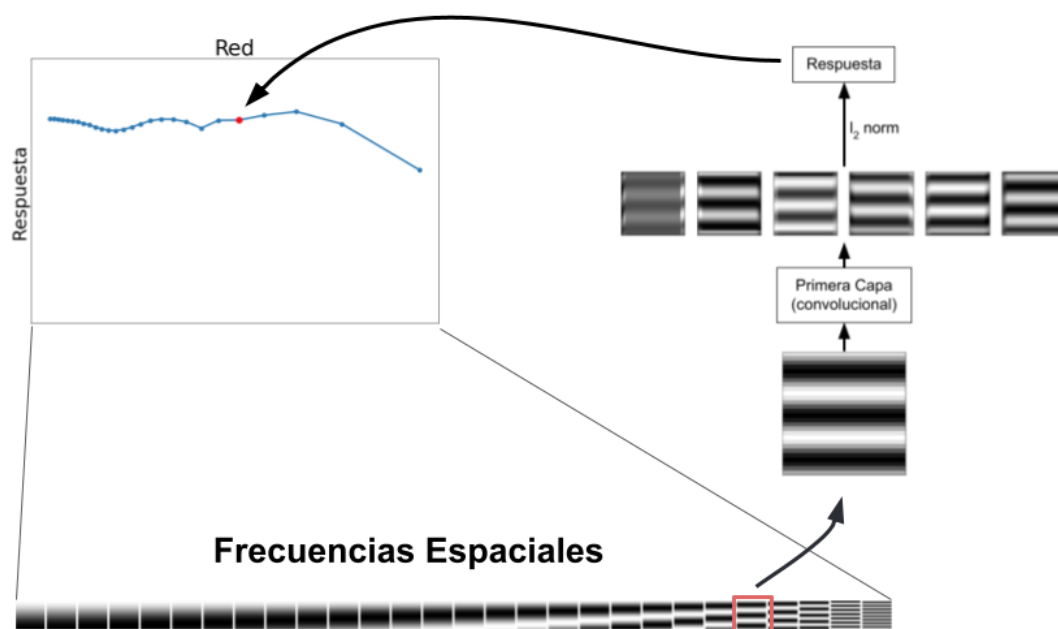 Red
Respuesta
Respuesta
l₂ norm
Primera Capa
(convolucional)
Frecuencias Espaciales